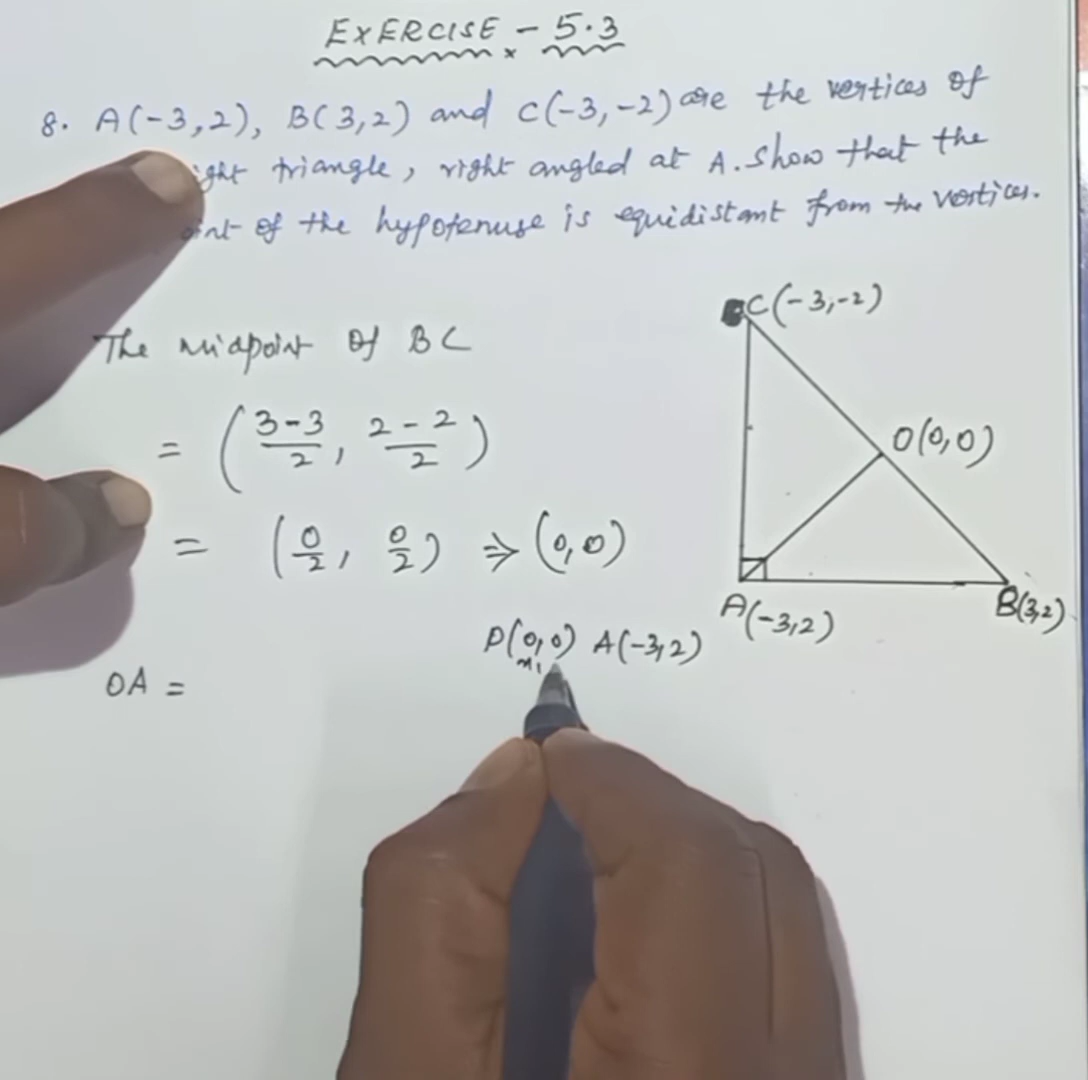 EXERCISE - 5.3
8. A(-3,2), B(3,2) and C(-3,-2) are the vertices of
ght triangle, right angled at A. Show that the
int of the hypotenuse is equidistant from the vertices.
C(-3,-2)
The midpoint of BC
= (3-3/2, 2-2/2)
O(0,0)
= (0/2, 0/2) ⇒ (0,0)
A(-3,2)
B(3,2)
P(0,0) A(-3,2)
x₁
OA =